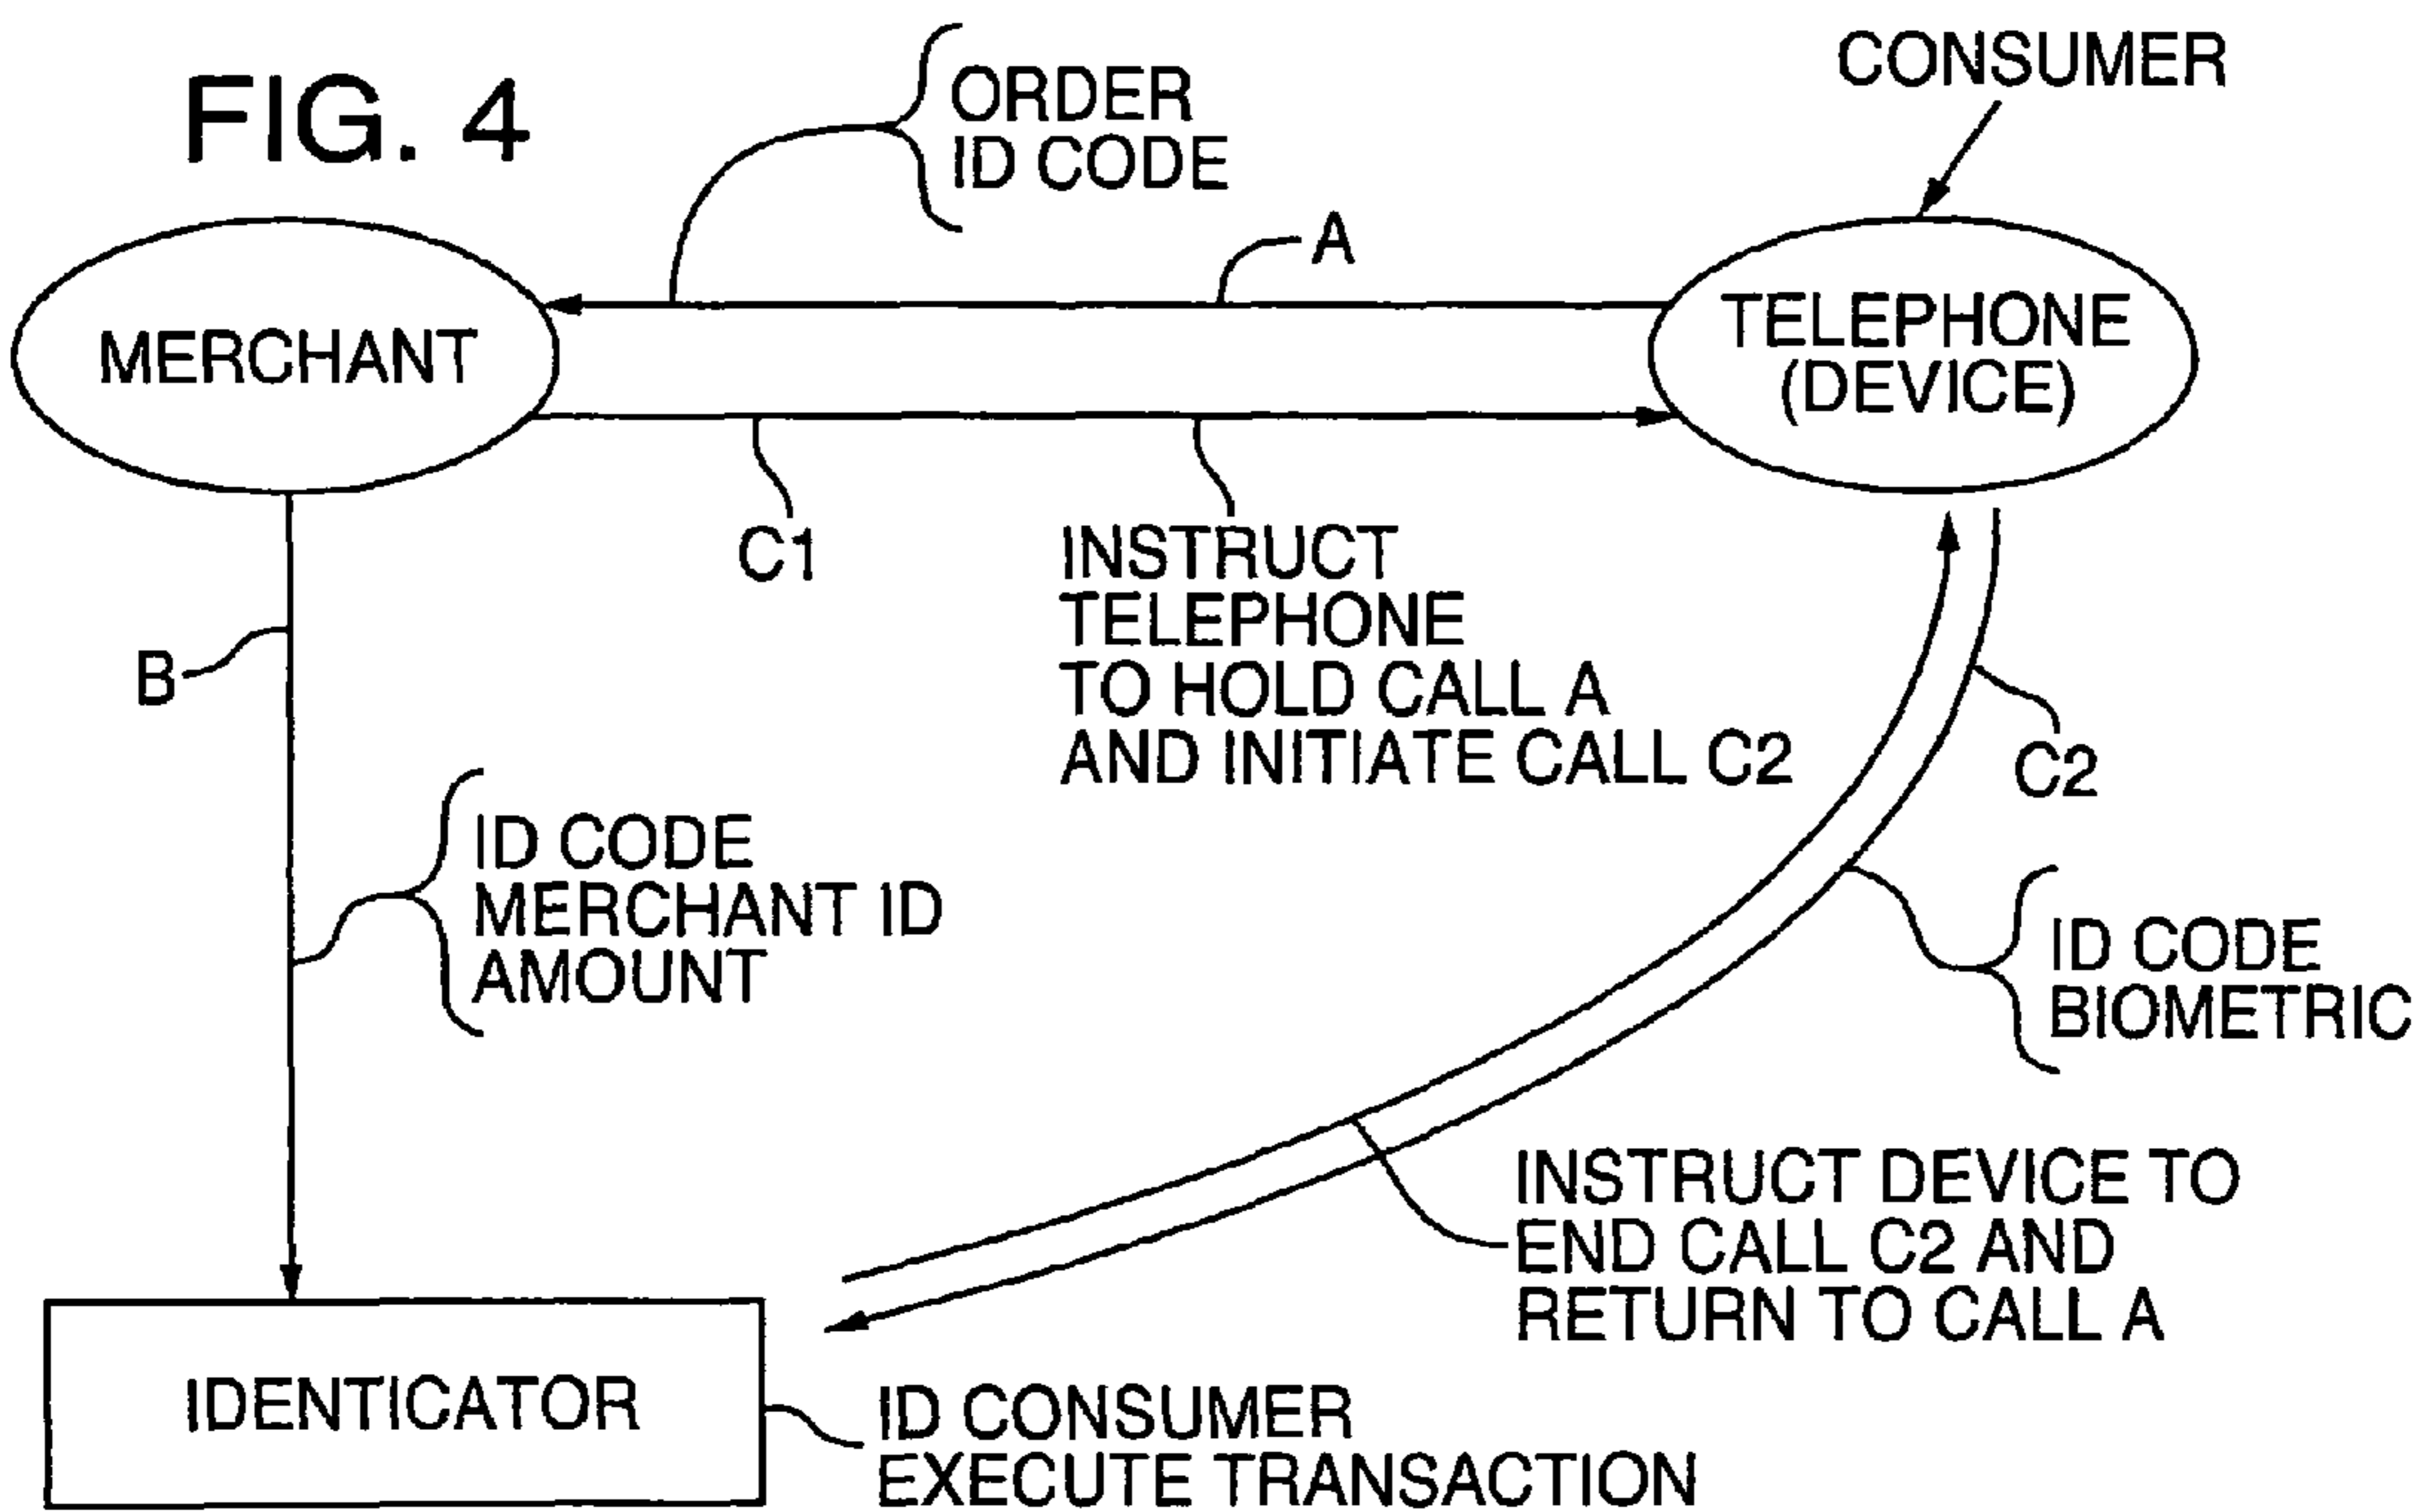 FIG. 4
ORDER
ID CODE
CONSUMER
A
MERCHANT
TELEPHONE
(DEVICE)
C1
INSTRUCT
TELEPHONE
TO HOLD CALL A
AND INITIATE CALL C2
B
C2
ID CODE
MERCHANT ID
AMOUNT
ID CODE
BIOMETRIC
INSTRUCT DEVICE TO
END CALL C2 AND
RETURN TO CALL A
IDENTICATOR
ID CONSUMER
EXECUTE TRANSACTION